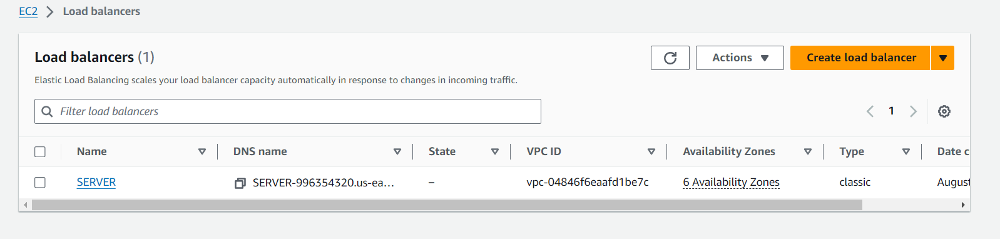 EC2 > Load balancers
Load balancers (1)
Actions
Create load balancer
Elastic Load Balancing scales your load balancer capacity automatically in response to changes in incoming traffic.
Filter load balancers
1
Name DNS name State VPC ID Availability Zones Type Date c
SERVER SERVER-996354320.us-ea... – vpc-04846f6eaafd1be7c 6 Availability Zones classic August